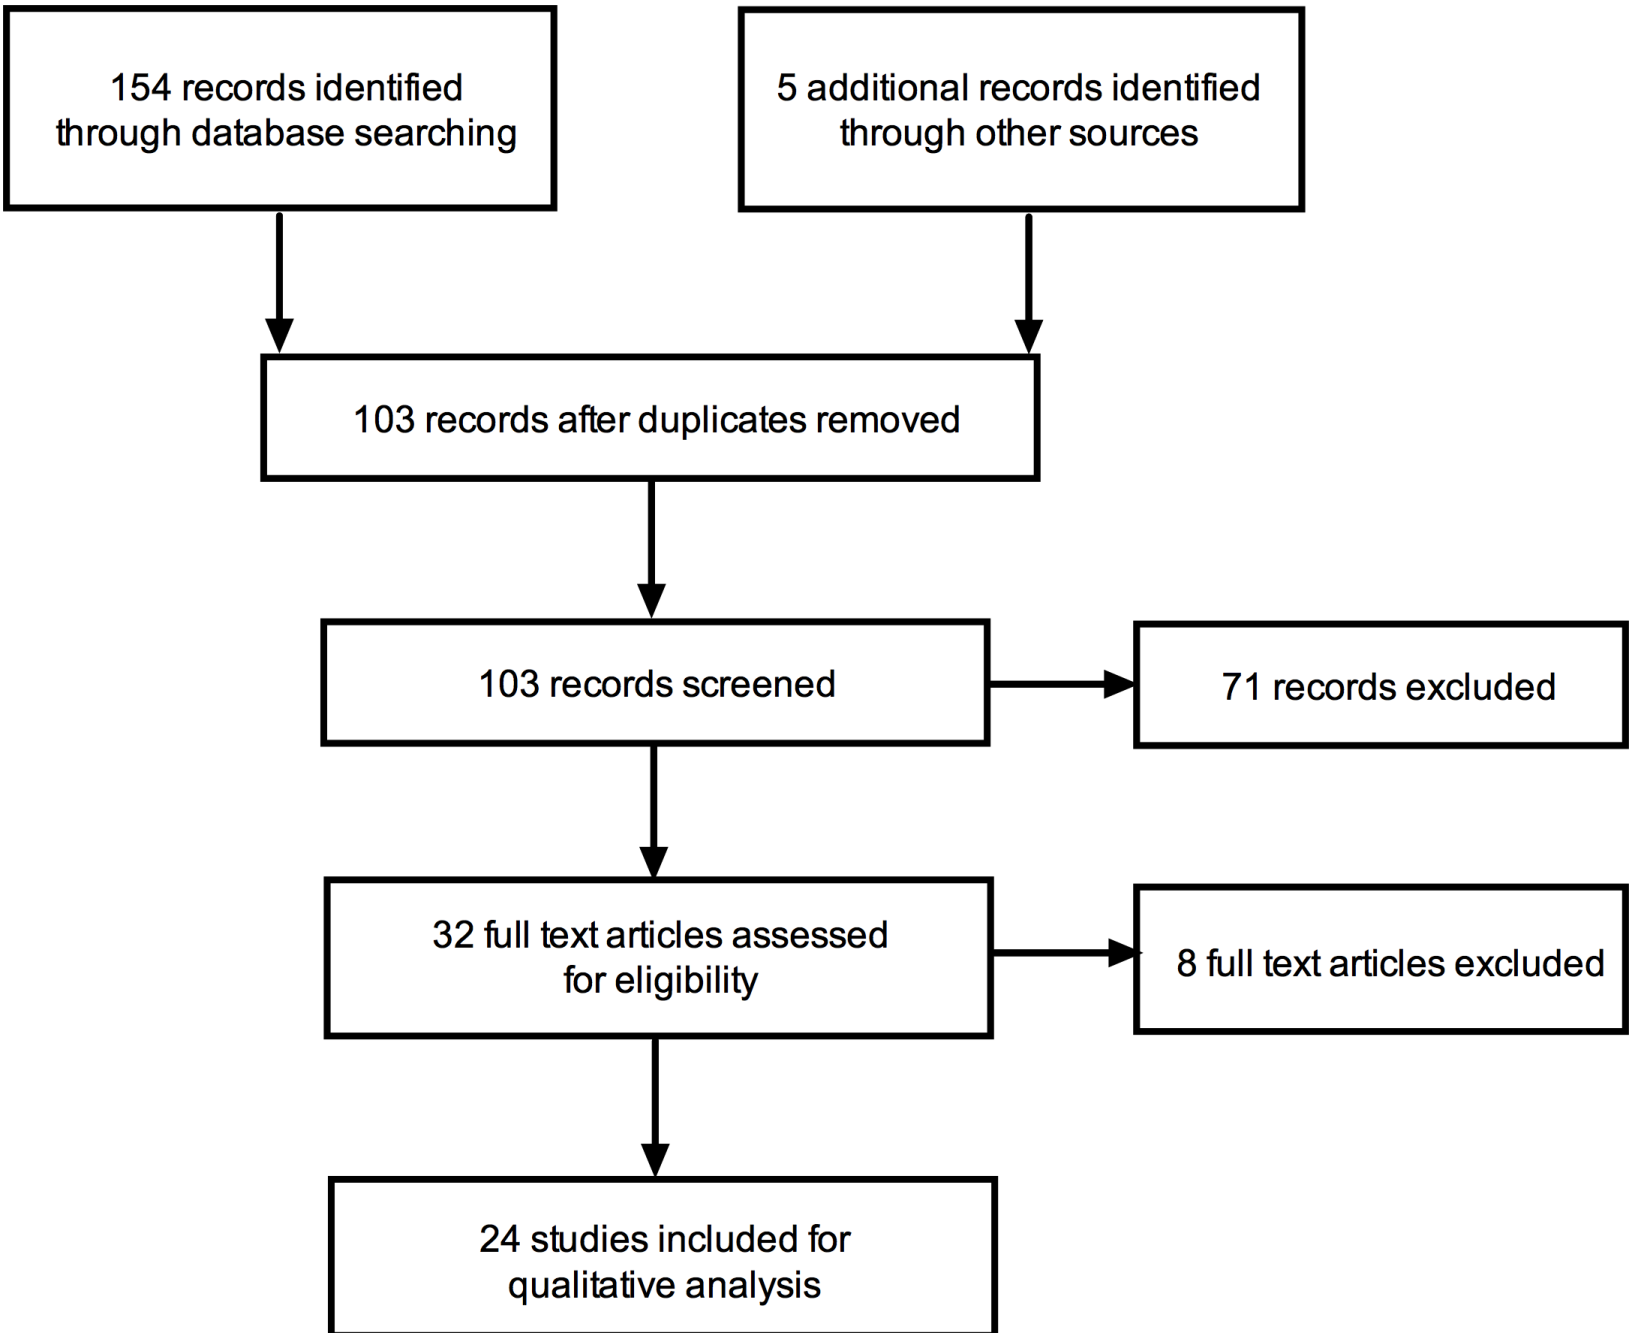 154 records identified
through database searching
5 additional records identified
through other sources
103 records after duplicates removed
103 records screened
71 records excluded
32 full text articles assessed
for eligibility
8 full text articles excluded
24 studies included for
qualitative analysis